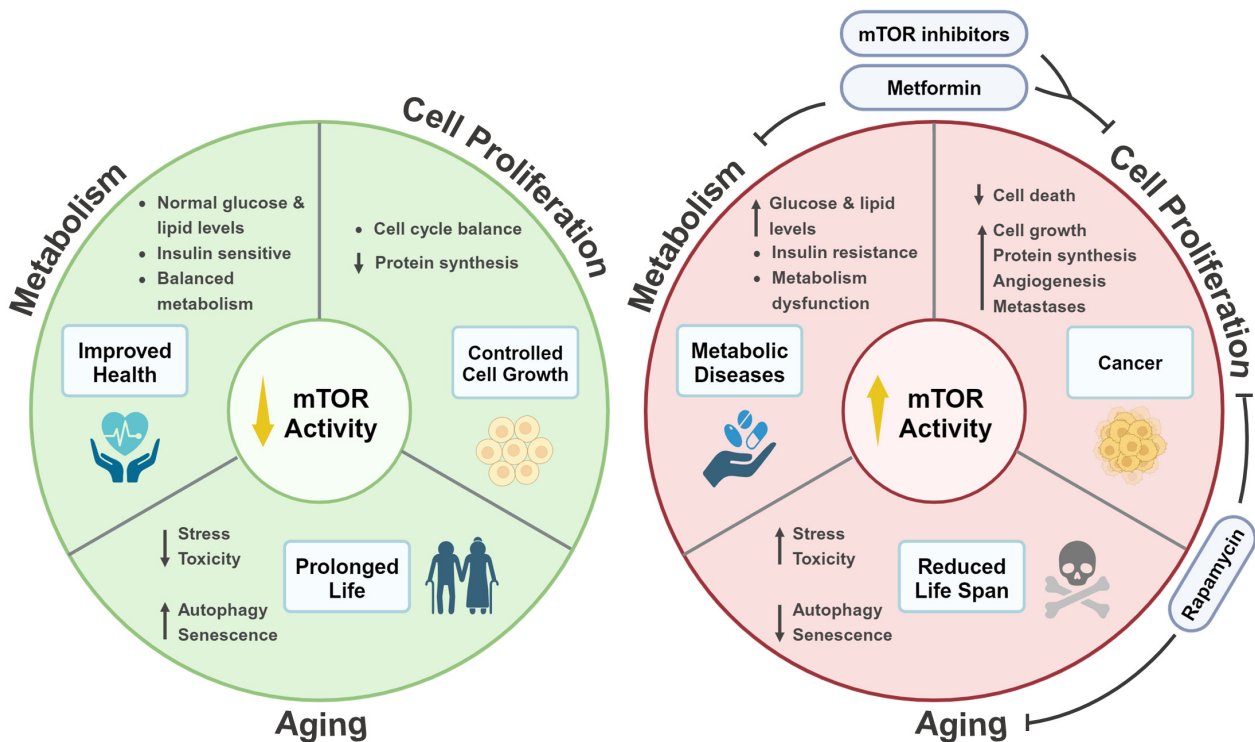 Metabolism
Cell Proliferation
Normal glucose &
lipid levels
Insulin sensitive
Balanced
metabolism
Cell cycle balance
Protein synthesis
Improved
Health
Controlled
Cell Growth
mTOR
Activity
Stress
Toxicity
Autophagy
Senescence
Prolonged
Life
Aging
mTOR inhibitors
Metformin
Metabolism
Cell Proliferation
Glucose & lipid
levels
Insulin resistance
Metabolism
dysfunction
Cell death
Cell growth
Protein synthesis
Angiogenesis
Metastases
Metabolic
Diseases
Cancer
mTOR
Activity
Stress
Toxicity
Autophagy
Senescence
Reduced
Life Span
Rapamycin
Aging